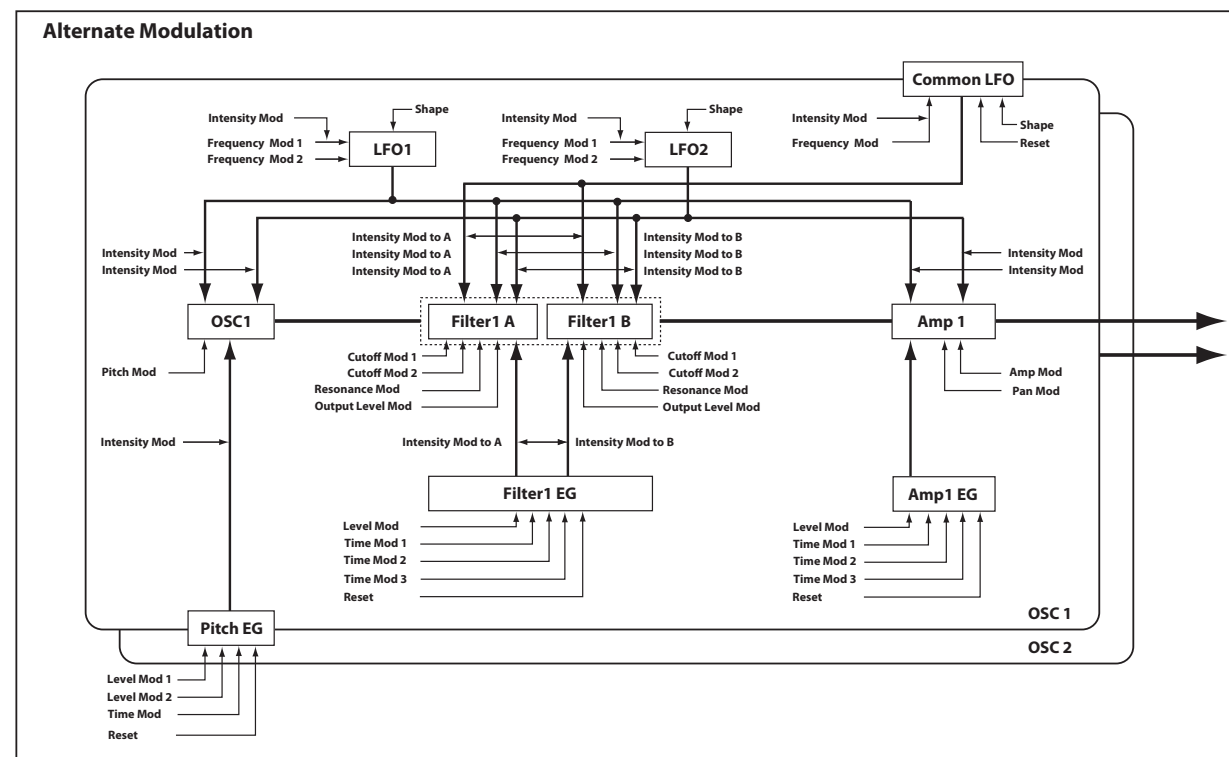 Alternate Modulation
Common LFO
Intensity Mod
Frequency Mod
Shape
Reset
Shape
Intensity Mod
Frequency Mod 1
Frequency Mod 2
LFO1
Shape
Intensity Mod
Frequency Mod 1
Frequency Mod 2
LFO2
Intensity Mod
Intensity Mod
Intensity Mod to A
Intensity Mod to A
Intensity Mod to A
Intensity Mod to B
Intensity Mod to B
Intensity Mod to B
Intensity Mod
Intensity Mod
OSC1
Filter1 A
Filter1 B
Amp 1
Pitch Mod
Cutoff Mod 1
Cutoff Mod 2
Resonance Mod
Output Level Mod
Cutoff Mod 1
Cutoff Mod 2
Resonance Mod
Output Level Mod
Amp Mod
Pan Mod
Intensity Mod
Intensity Mod to A
Intensity Mod to B
Filter1 EG
Level Mod
Time Mod 1
Time Mod 2
Time Mod 3
Reset
Amp1 EG
Level Mod
Time Mod 1
Time Mod 2
Time Mod 3
Reset
OSC 1
OSC 2
Pitch EG
Level Mod 1
Level Mod 2
Time Mod
Reset